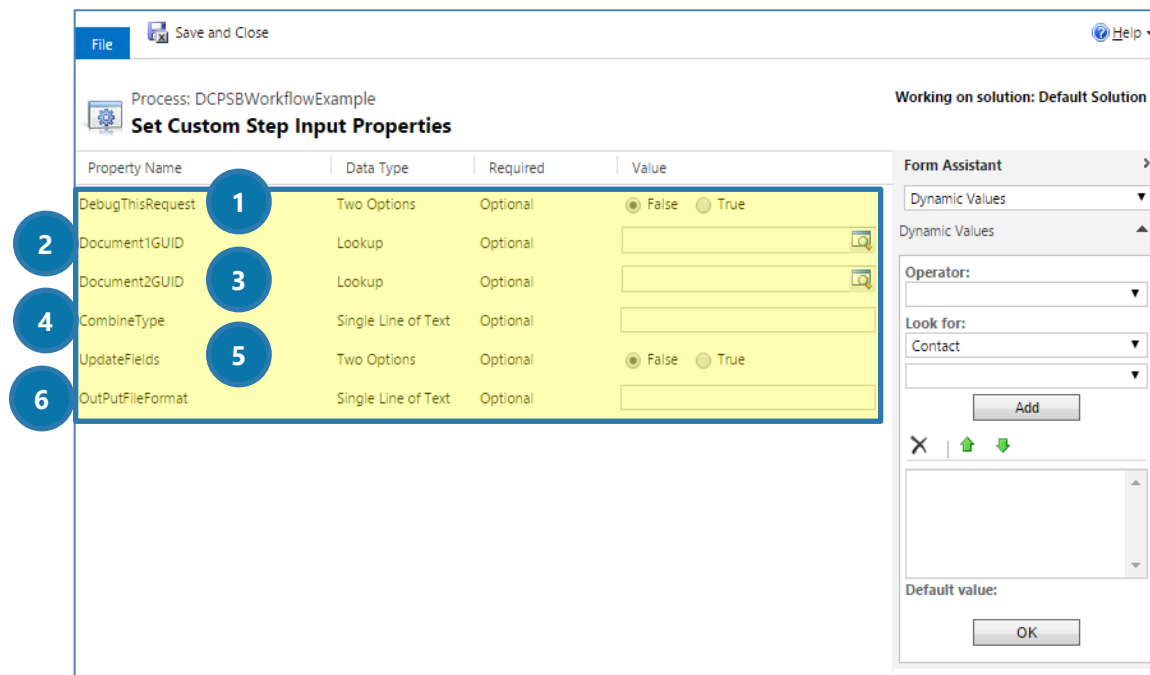 File
Save and Close
Help
Process: DCPSBWorkflowExample
Working on solution: Default Solution
Set Custom Step Input Properties
Property Name Data Type Required Value
DebugThisRequest 1 Two Options Optional False True
2 Document1GUID Lookup Optional
Document2GUID 3 Lookup Optional
4 CombineType Single Line of Text Optional
UpdateFields 5 Two Options Optional False True
6 OutPutFileFormat Single Line of Text Optional
Form Assistant
Dynamic Values
Dynamic Values
Operator:
Look for:
Contact
Add
Default value:
OK